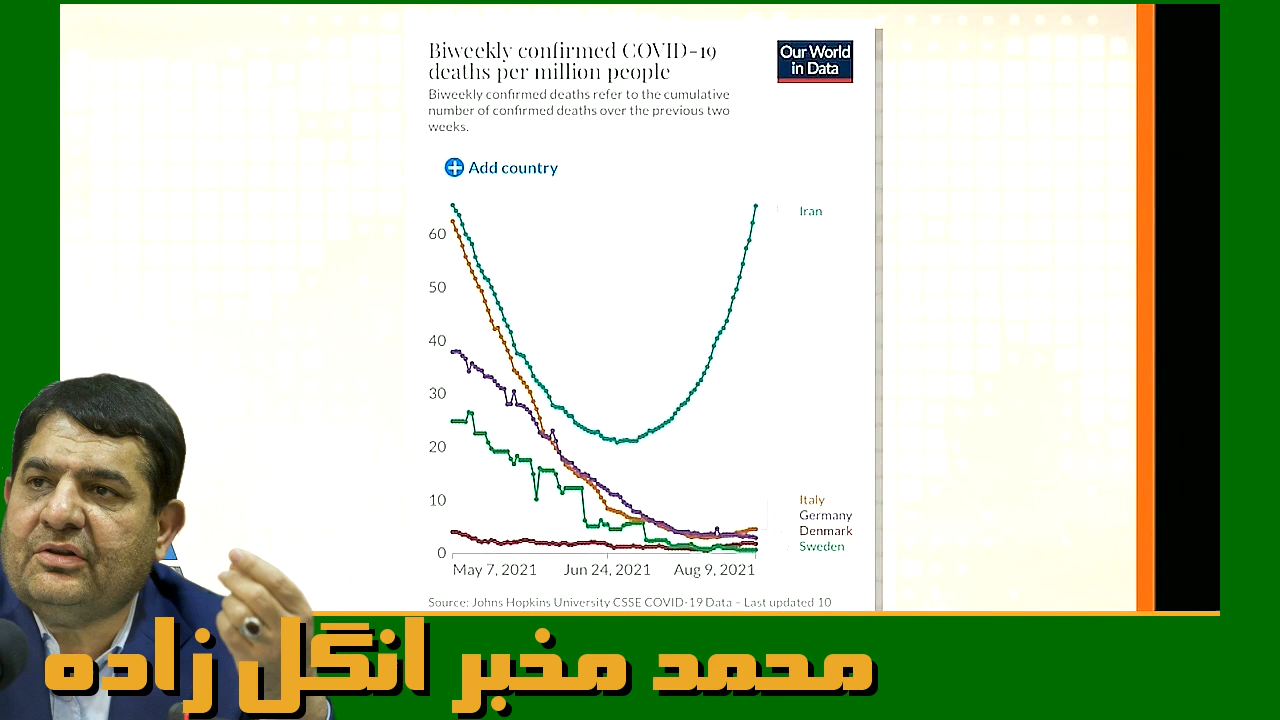 Biweekly confirmed COVID-19
deaths per million people
Our World
in Data
Biweekly confirmed deaths refer to the cumulative
number of confirmed deaths over the previous two
weeks.
Add country
Iran
60
50
40
30
20
10
0
Italy
Germany
Denmark
Sweden
May 7, 2021 Jun 24, 2021 Aug 9, 2021
Source: Johns Hopkins University CSSE COVID-19 Data – Last updated 10
محمد مخبر انگل زاده